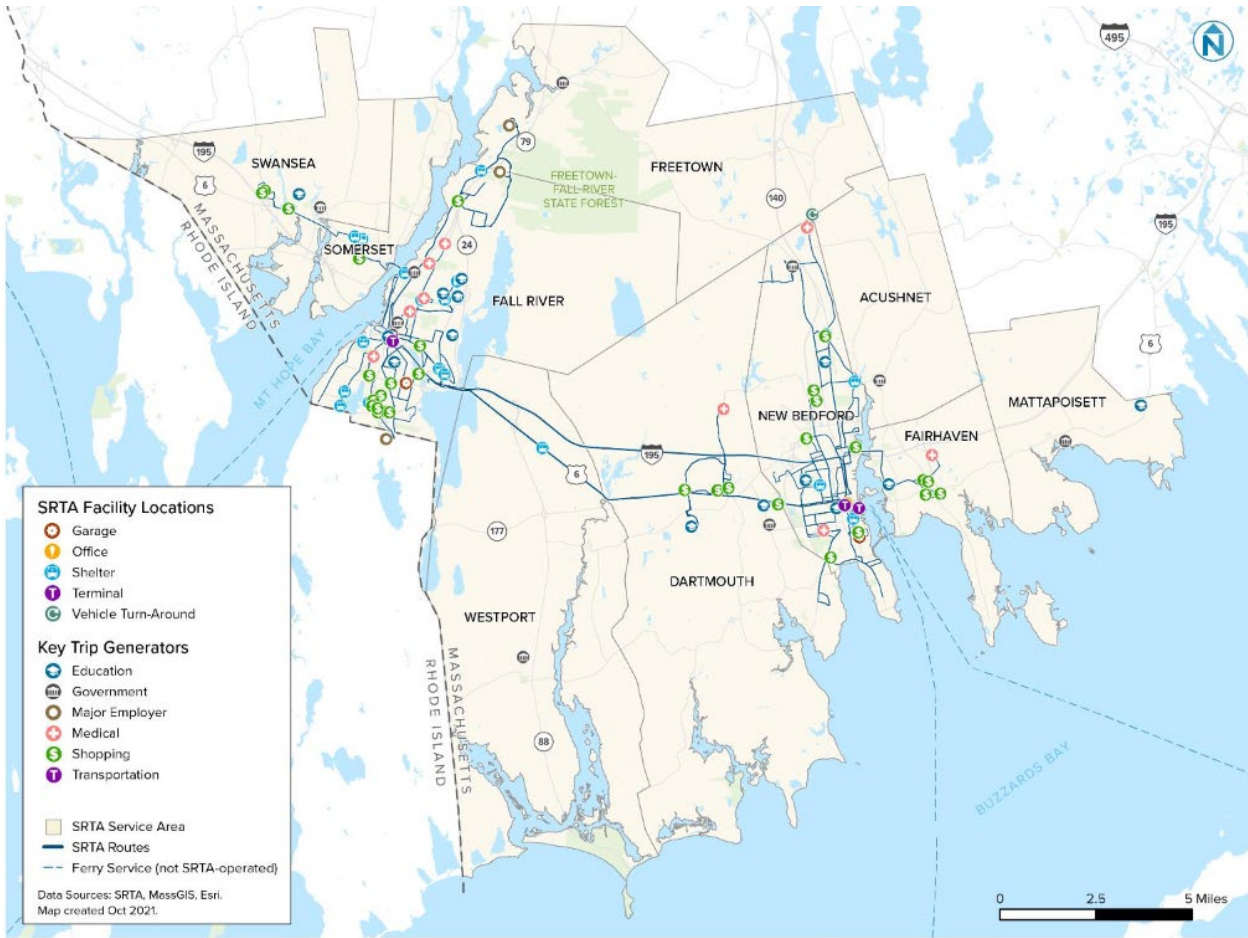 495
N
79
195
SWANSEA
FREETOWN
6
FREETOWN-
FALL RIVER
STATE FOREST
140
195
MASSACHUSETTS
RHODE ISLAND
SOMERSET
24
ACUSHNET
FALL RIVER
6
MT HOPE BAY
MATTAPOISETT
NEW BEDFORD
FAIRHAVEN
195
6
177
DARTMOUTH
WESTPORT
MASSACHUSETTS
RHODE ISLAND
88
BUZZARDS BAY
SRTA Facility Locations
Garage
Office
Shelter
T Terminal
Vehicle Turn-Around
Key Trip Generators
Education
Government
Major Employer
Medical
$ Shopping
T Transportation
SRTA Service Area
SRTA Routes
Ferry Service (not SRTA-operated)
Data Sources: SRTA, MassGIS, Esri.
Map created Oct 2021.
0 2.5 5 Miles